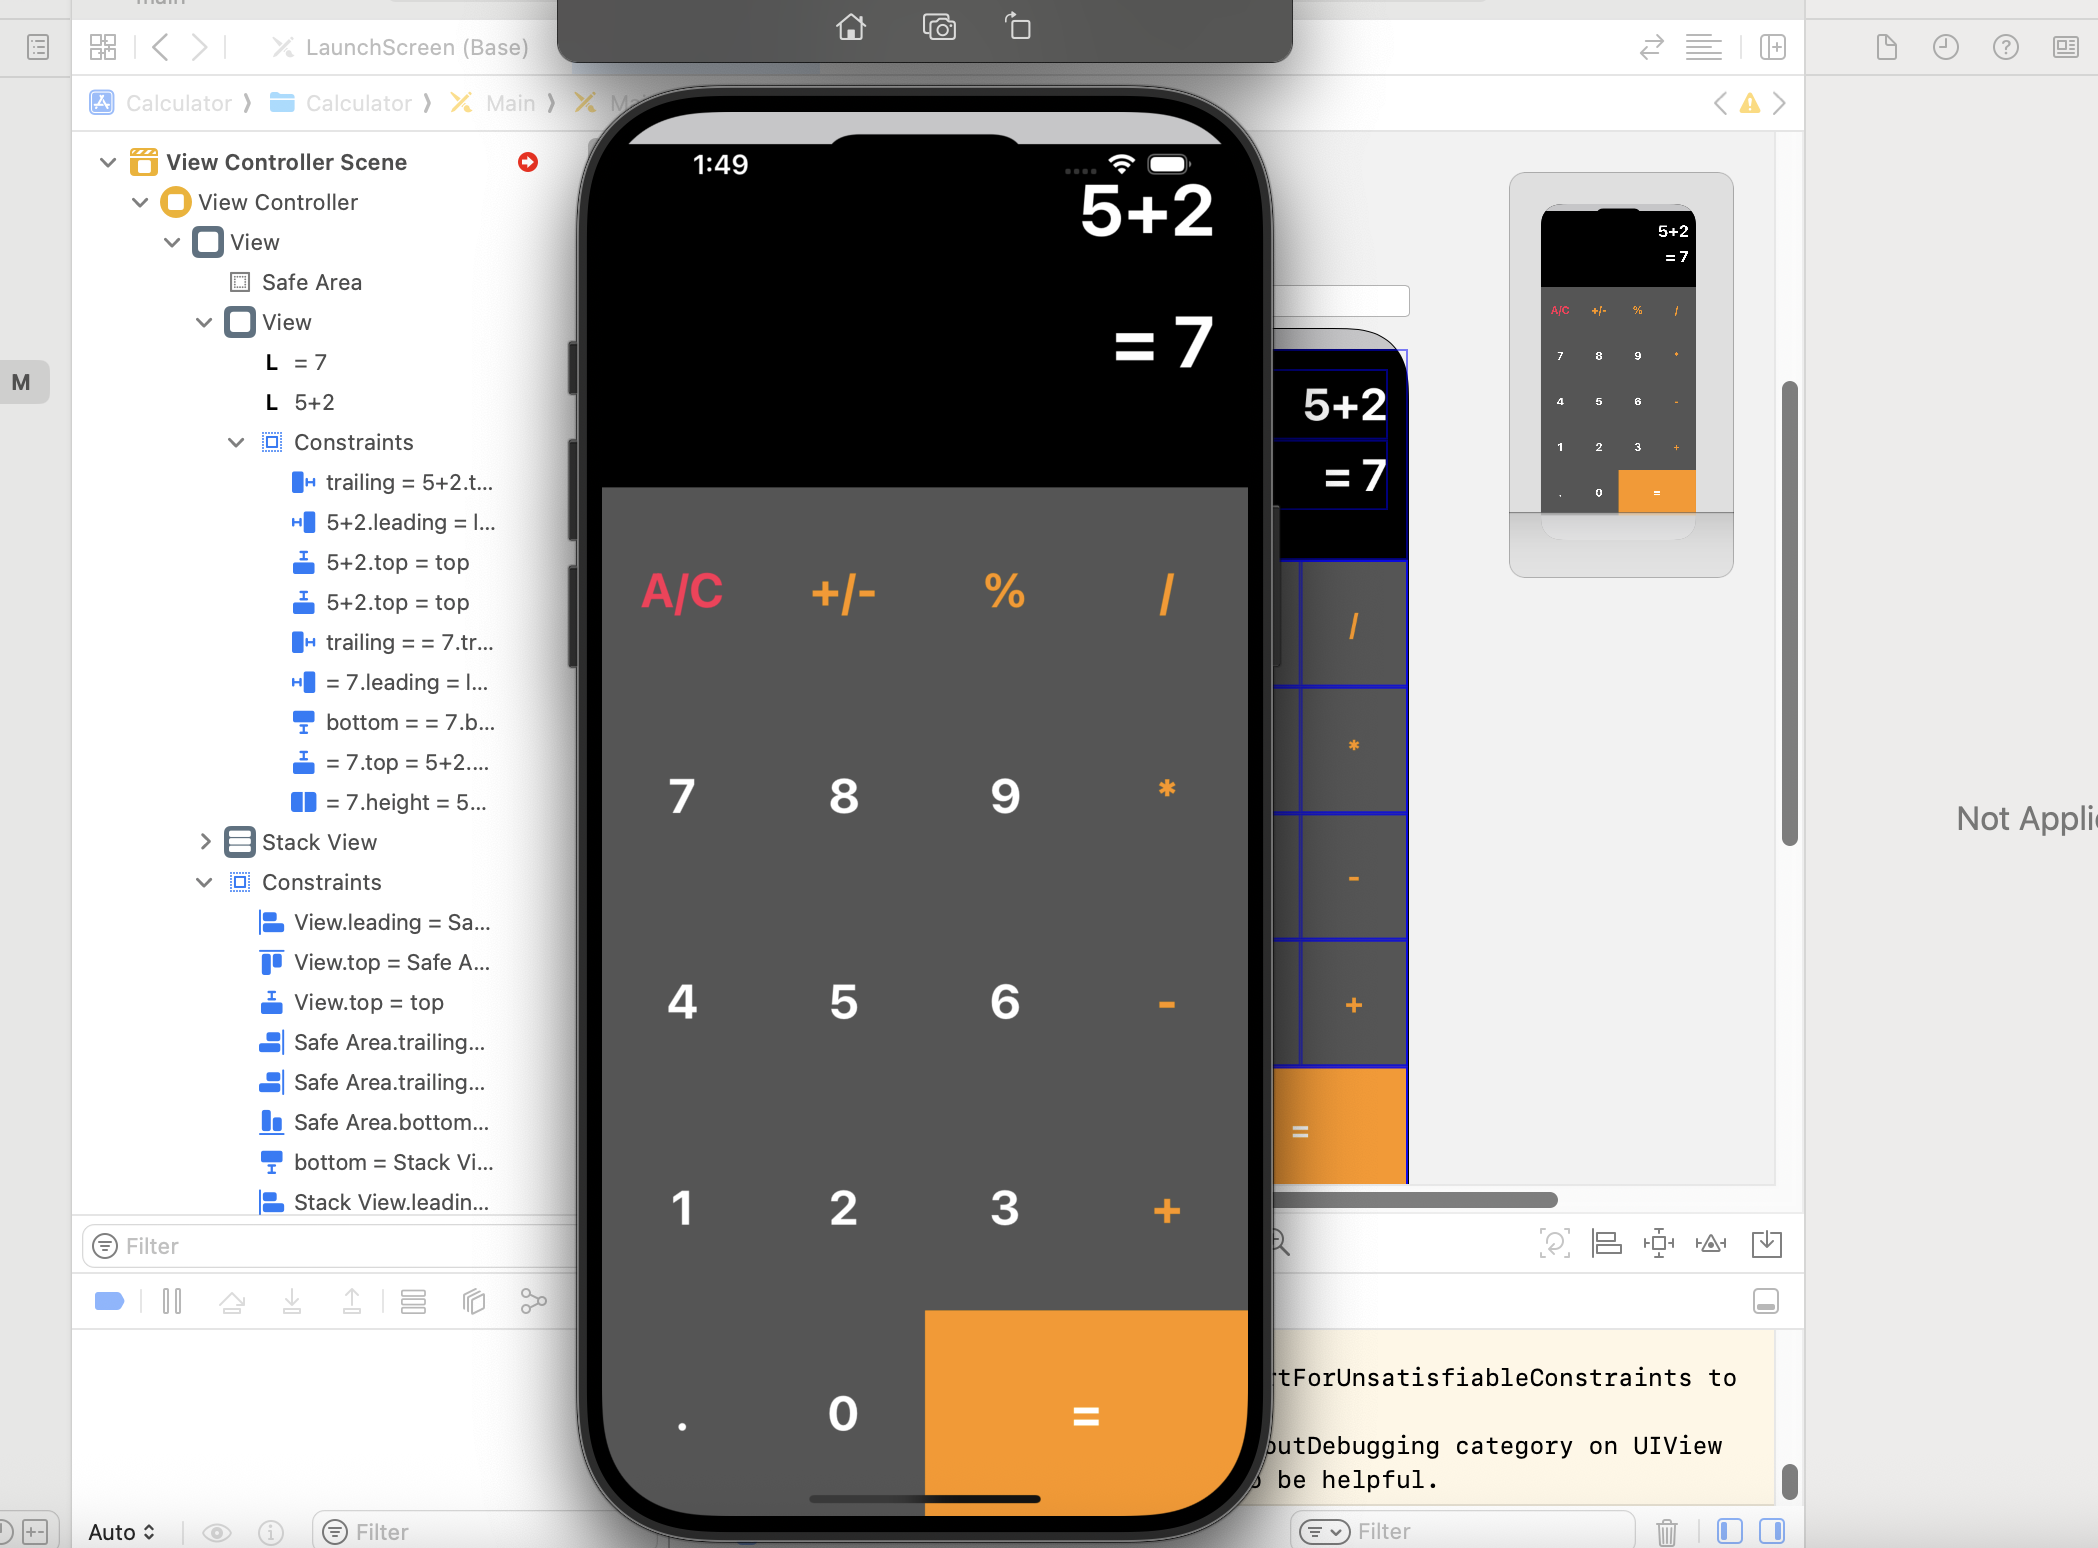 main
LaunchScreen (Base)
Calculator
Calculator
Main
View Controller Scene
View Controller
View
Safe Area
View
L = 7
L 5+2
Constraints
trailing = 5+2.t...
5+2.leading = l...
5+2.top = top
5+2.top = top
trailing = = 7.tr...
= 7.leading = l...
bottom = = 7.b...
= 7.top = 5+2....
= 7.height = 5...
Stack View
Constraints
View.leading = Sa...
View.top = Safe A...
View.top = top
Safe Area.trailing...
Safe Area.trailing...
Safe Area.bottom...
bottom = Stack Vi...
Stack View.leadin...
M
Filter
Auto
Filter
1:49
5+2
= 7
A/C +/- % /
7 8 9 *
4 5 6 -
1 2 3 +
. 0 =
5+2
= 7
/
*
-
+
=
5+2
= 7
A/C +/- % /
7 8 9 *
4 5 6 -
1 2 3 +
. 0 =
rtForUnsatisfiableConstraints to
outDebugging category on UIView
be helpful.
Filter
Not Appli